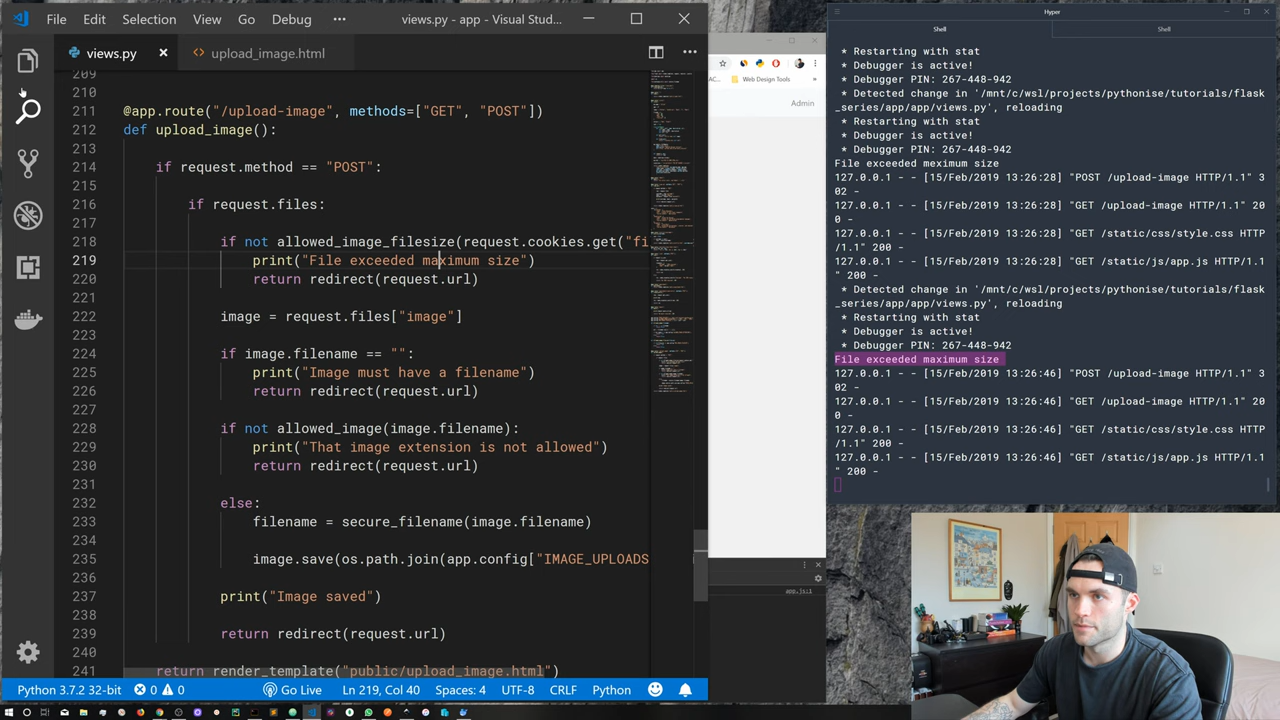 File Edit Selection View Go Debug ··· views.py - app - Visual Stud...
upload_image.html
213 @app.route("/upload-image", methods=["GET", "POST"])
214 def upload_image():
215
216 if request.method == "POST":
217
218 if request.files:
219
if not allowed_image_filesize(request.cookies.get("fi
print("File exceeded maximum size")
return redirect(request.url)
221
222 image = request.files["image"]
223
224 if image.filename == "":
225 print("Image must have a filename")
226 return redirect(request.url)
227
228 if not allowed_image(image.filename):
229 print("That image extension is not allowed")
230 return redirect(request.url)
231
232 else:
233 filename = secure_filename(image.filename)
234
235 image.save(os.path.join(app.config["IMAGE_UPLOADS
236
237 print("Image saved")
238
239 return redirect(request.url)
240
241 return render_template("public/upload_image.html")
Python 3.7.2 32-bit 0 0 Go Live Ln 219, Col 40 Spaces: 4 UTF-8 CRLF Python
AC... Web Design Tools »
Admin
app.js:1
Hyper
Shell Shell
* Restarting with stat
* Debugger is active!
* Debugger PIN: 267-448-942
* Detected change in '/mnt/c/wsl/projects/pythonise/tutorials/flask
_series/app/app/views.py', reloading
* Restarting with stat
* Debugger is active!
* Debugger PIN: 267-448-942
File exceeded maximum size
127.0.0.1 - - [15/Feb/2019 13:26:28] "POST /upload-image HTTP/1.1" 3
02 -
127.0.0.1 - - [15/Feb/2019 13:26:28] "GET /upload-image HTTP/1.1" 20
0 -
127.0.0.1 - - [15/Feb/2019 13:26:28] "GET /static/css/style.css HTTP
/1.1" 200 -
127.0.0.1 - - [15/Feb/2019 13:26:28] "GET /static/js/app.js HTTP/1.1
" 200 -
* Detected change in '/mnt/c/wsl/projects/pythonise/tutorials/flask
_series/app/app/views.py', reloading
* Restarting with stat
* Debugger is active!
* Debugger PIN: 267-448-942
File exceeded maximum size
127.0.0.1 - - [15/Feb/2019 13:26:46] "POST /upload-image HTTP/1.1" 3
02 -
127.0.0.1 - - [15/Feb/2019 13:26:46] "GET /upload-image HTTP/1.1" 20
0 -
127.0.0.1 - - [15/Feb/2019 13:26:46] "GET /static/css/style.css HTTP
/1.1" 200 -
127.0.0.1 - - [15/Feb/2019 13:26:46] "GET /static/js/app.js HTTP/1.1
" 200 -